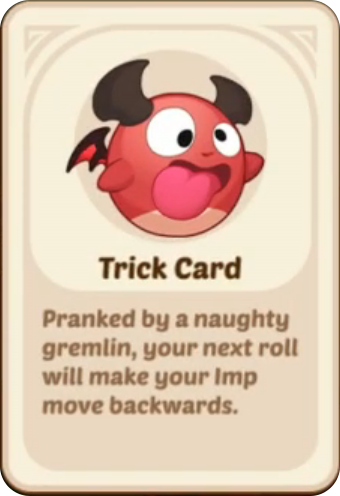 Trick Card
Pranked by a naughty
gremlin, your next roll
will make your Imp
move backwards.